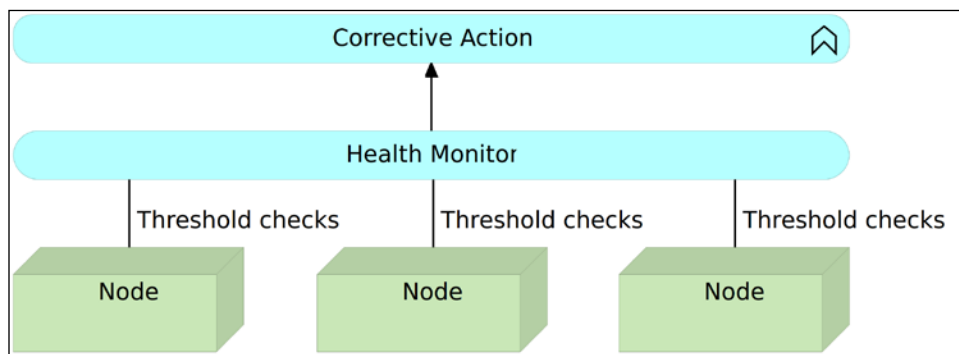 Corrective Action
Health Monitor
Threshold checks Threshold checks Threshold checks
Node Node Node